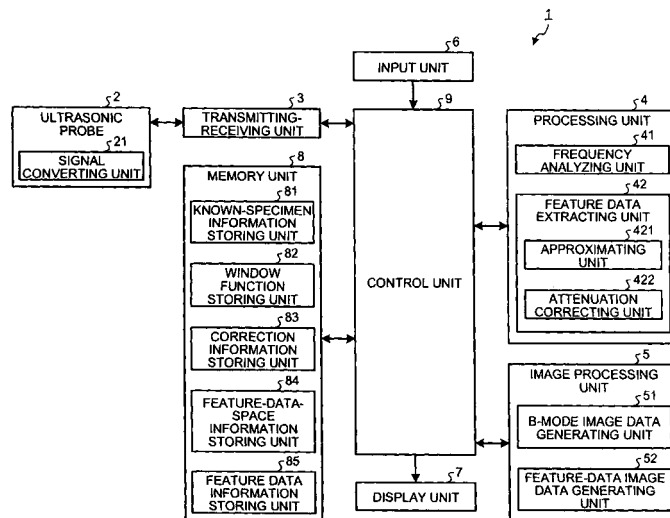 1
6
INPUT UNIT
2
ULTRASONIC
PROBE
21
SIGNAL
CONVERTING UNIT
3
TRANSMITTING-
RECEIVING UNIT
8
MEMORY UNIT
81
KNOWN-SPECIMEN
INFORMATION
STORING UNIT
82
WINDOW
FUNCTION
STORING UNIT
83
CORRECTION
INFORMATION
STORING UNIT
84
FEATURE-DATA-
SPACE
INFORMATION
STORING UNIT
85
FEATURE DATA
INFORMATION
STORING UNIT
9
CONTROL UNIT
7
DISPLAY UNIT
4
PROCESSING UNIT
41
FREQUENCY
ANALYZING UNIT
42
FEATURE DATA
EXTRACTING UNIT
421
APPROXIMATING
UNIT
422
ATTENUATION
CORRECTING UNIT
5
IMAGE PROCESSING
UNIT
51
B-MODE IMAGE DATA
GENERATING UNIT
52
FEATURE-DATA IMAGE
DATA GENERATING
UNIT